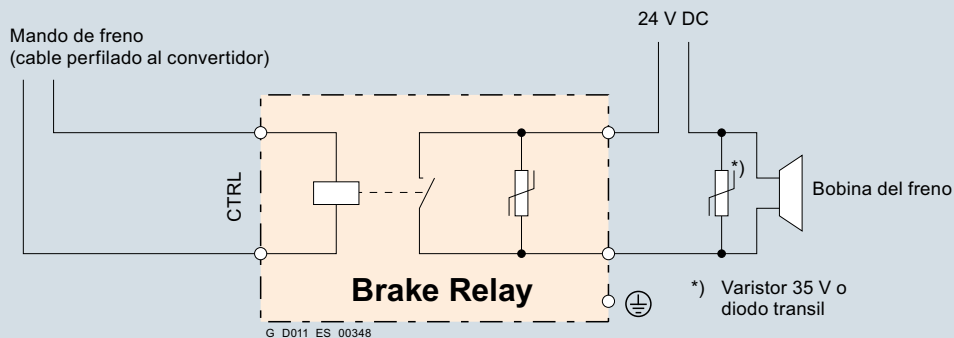 24 V DC
Mando de freno
(cable perfilado al convertidor)
CTRL
*)
Bobina del freno
Brake Relay
*) Varistor 35 V o
diodo transil
G_D011_ES_00348